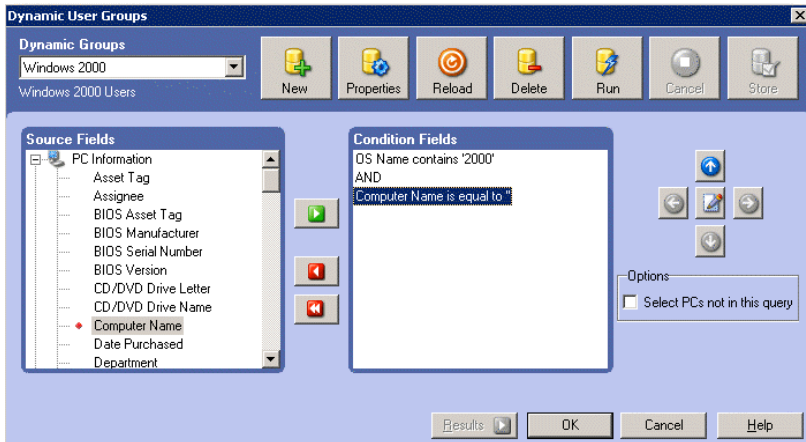 Dynamic User Groups
Dynamic Groups
Windows 2000
Windows 2000 Users
New
Properties
Reload
Delete
Run
Cancel
Store
Source Fields
PC Information
Asset Tag
Assignee
BIOS Asset Tag
BIOS Manufacturer
BIOS Serial Number
BIOS Version
CD/DVD Drive Letter
CD/DVD Drive Name
Computer Name
Date Purchased
Department
Condition Fields
OS Name contains '2000'
AND
Computer Name is equal to ''
Options
Select PCs not in this query
Results
OK
Cancel
Help